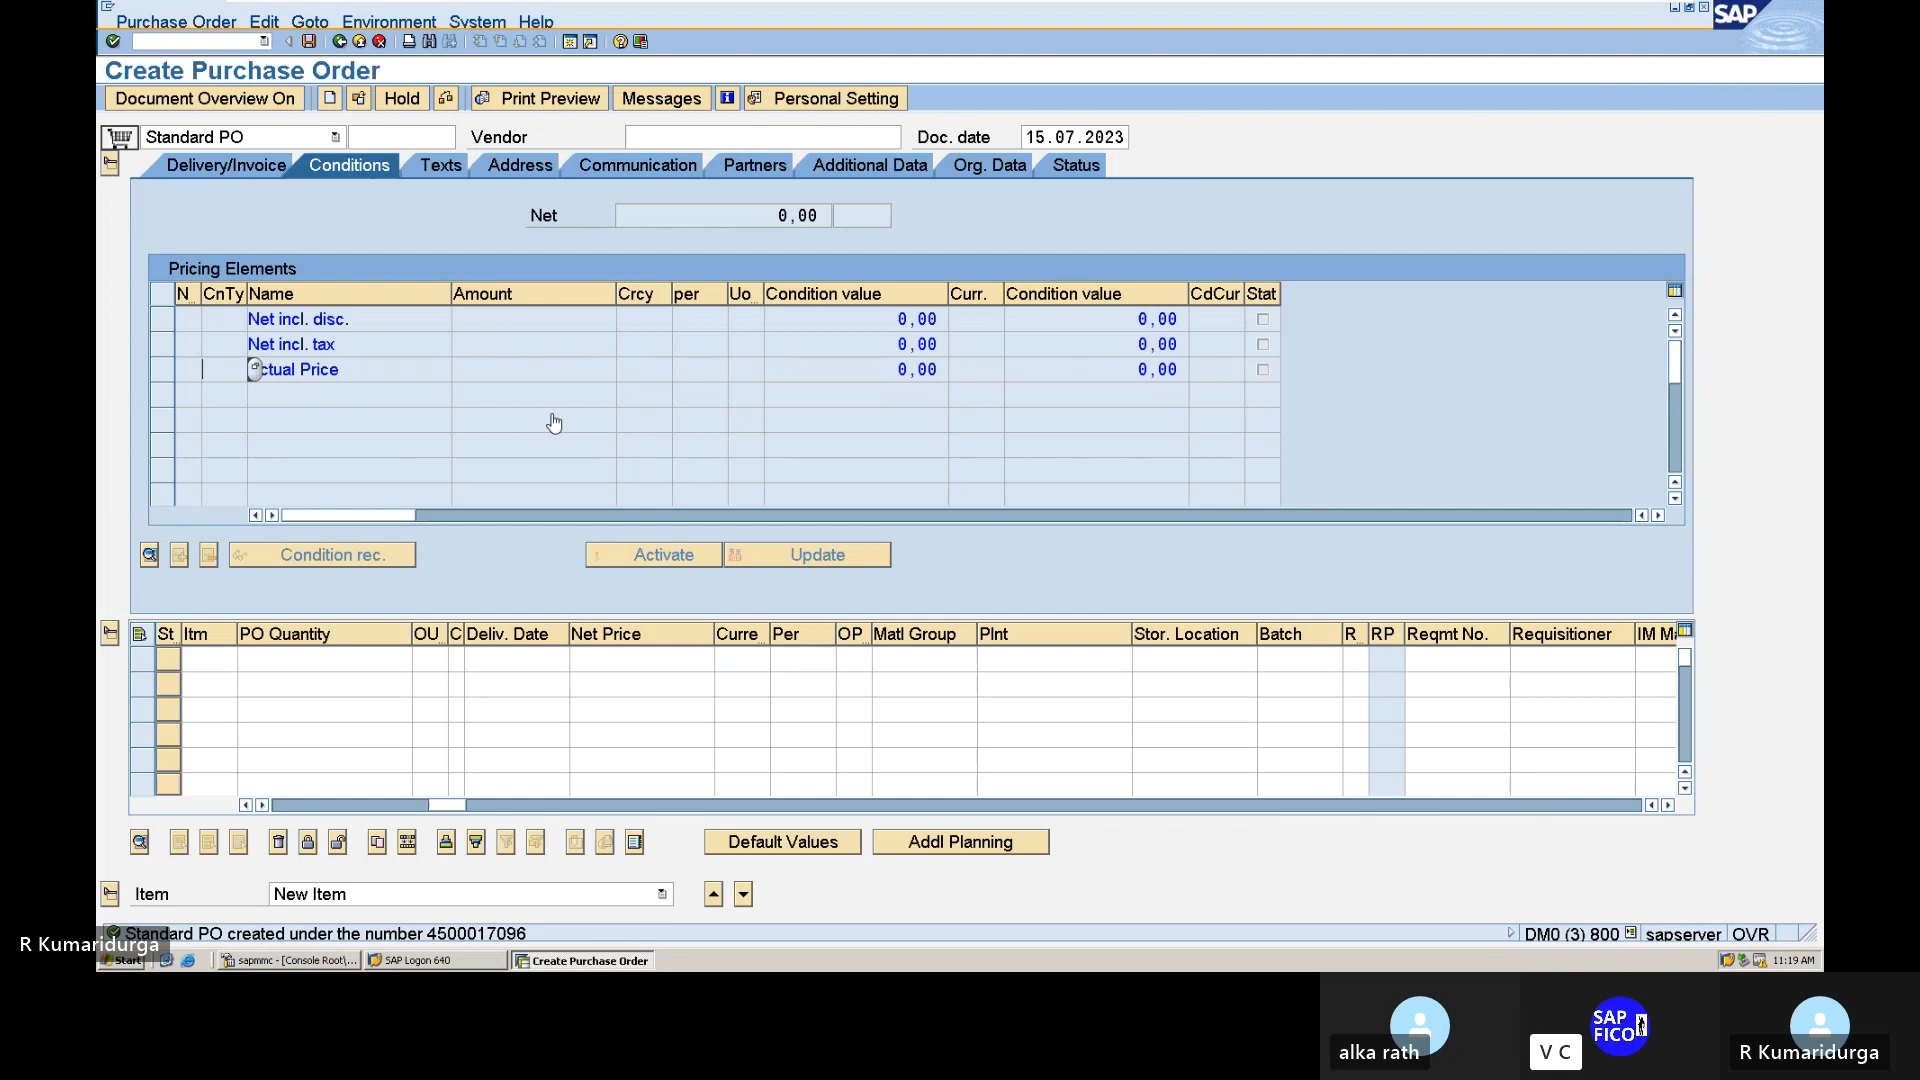 Purchase Order Edit Goto Environment System Help
SAP
Create Purchase Order
Document Overview On Hold Print Preview Messages Personal Setting
Standard PO Vendor Doc. date 15.07.2023
Delivery/Invoice Conditions Texts Address Communication Partners Additional Data Org. Data Status
Net 0,00
Pricing Elements
N.. CnTy Name Amount Crcy per Uo.. Condition value Curr. Condition value CdCur Stat
Net incl. disc. 0,00 0,00
Net incl. tax 0,00 0,00
ctual Price 0,00 0,00
Condition rec. Activate Update
St.. Itm PO Quantity OU.. C Deliv. Date Net Price Curre.. Per OP.. Matl Group Plnt Stor. Location Batch R.. RP Reqmt No. Requisitioner IM Ma
Default Values Addl Planning
Item New Item
Standard PO created under the number 4500017096
DM0 (3) 800 sapserver OVR
R Kumaridurga
Start sapmmc - [Console Root\... SAP Logon 640 Create Purchase Order 11:19 AM
SAP FICO
alka rath V C R Kumaridurga